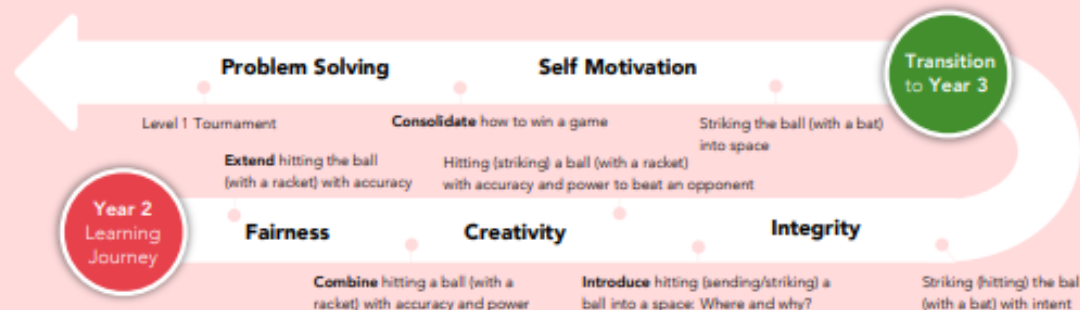 Problem Solving
Self Motivation
Transition
to Year 3
Level 1 Tournament
Consolidate how to win a game
Striking the ball (with a bat)
into space
Extend hitting the ball
(with a racket) with accuracy
Hitting (striking) a ball (with a racket)
with accuracy and power to beat an opponent
Year 2
Learning
Journey
Fairness
Creativity
Integrity
Combine hitting a ball (with a
racket) with accuracy and power
Introduce hitting (sending/striking) a
ball into a space: Where and why?
Striking (hitting) the ball
(with a bat) with intent